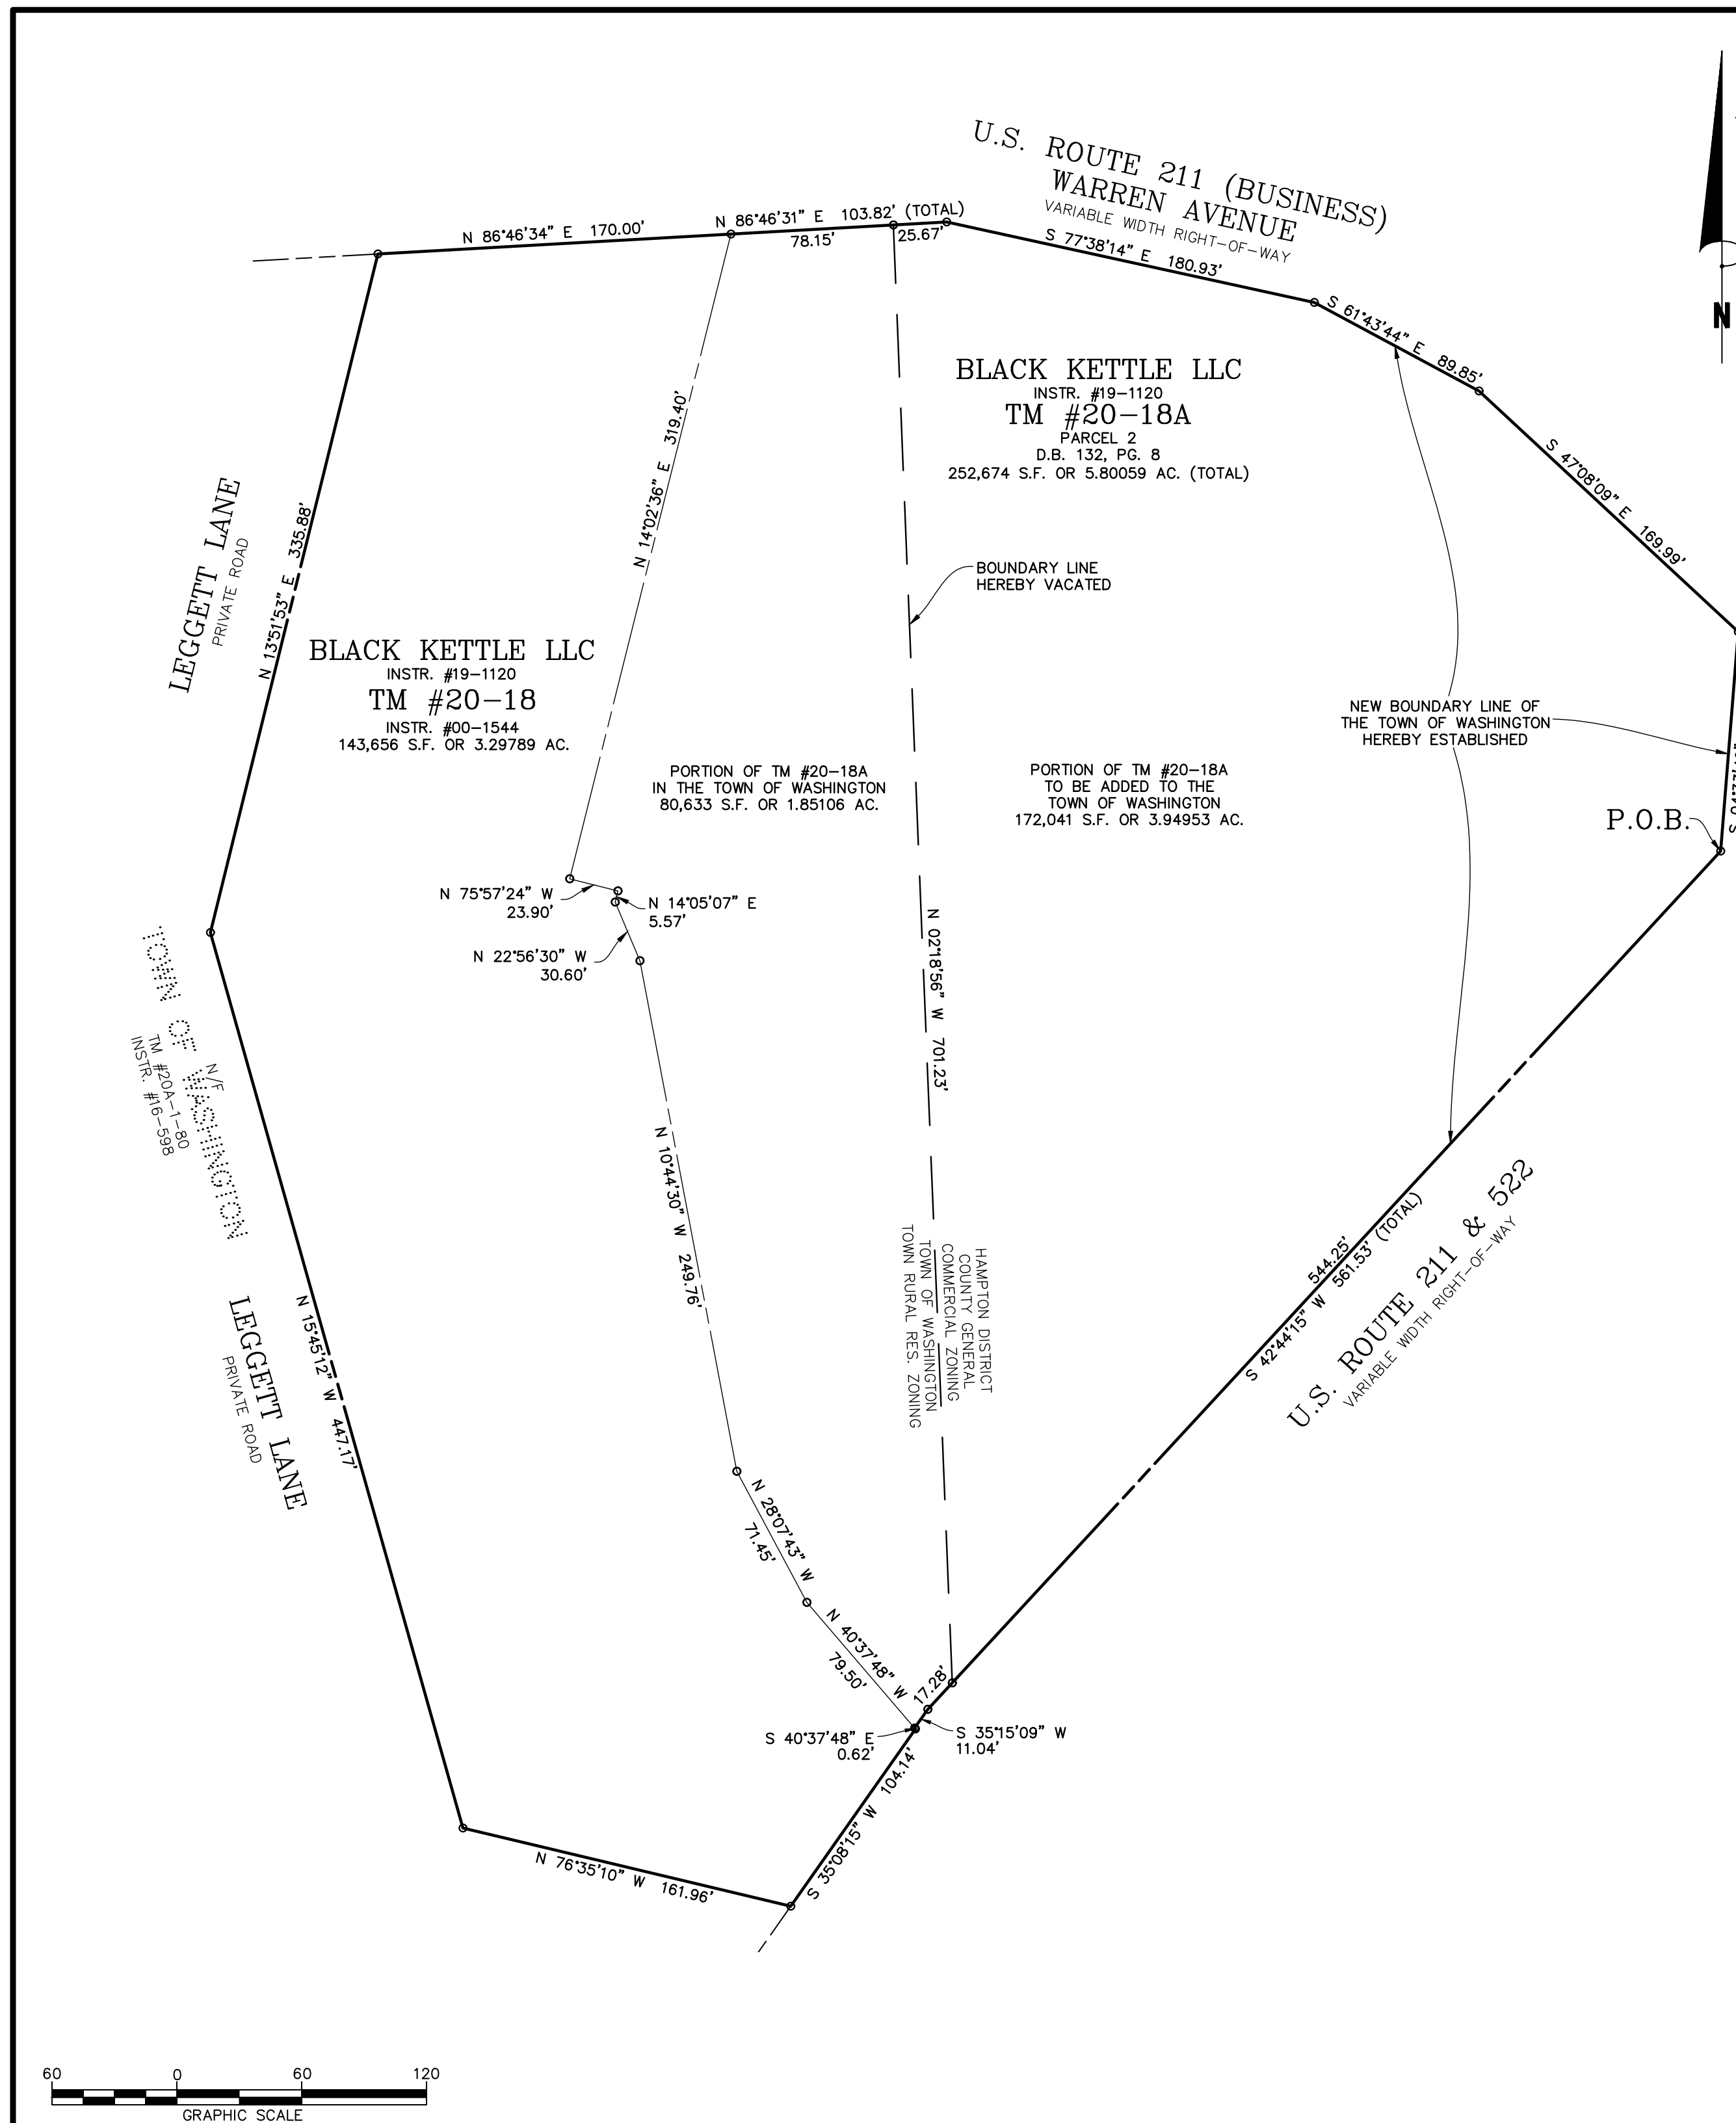 U.S. ROUTE 211 (BUSINESS)
WARREN AVENUE
VARIABLE WIDTH RIGHT-OF-WAY
N 86°46'34" E 170.00'
N 86°46'31" E 103.82' (TOTAL)
78.15'
25.67'
S 77°38'14" E 180.93'
S 61°43'44" E 89.85'
S 47°08'09" E 169.99'
N
BLACK KETTLE LLC
INSTR. #19-1120
TM #20-18A
PARCEL 2
D.B. 132, PG. 8
252,674 S.F. OR 5.80059 AC. (TOTAL)
N 14°02'36" E 319.40'
LEGGETT LANE
PRIVATE ROAD
N 13°51'53" E 335.88'
BOUNDARY LINE
HEREBY VACATED
BLACK KETTLE LLC
INSTR. #19-1120
TM #20-18
INSTR. #00-1544
143,656 S.F. OR 3.29789 AC.
NEW BOUNDARY LINE OF
THE TOWN OF WASHINGTON
HEREBY ESTABLISHED
PORTION OF TM #20-18A
IN THE TOWN OF WASHINGTON
80,633 S.F. OR 1.85106 AC.
PORTION OF TM #20-18A
TO BE ADDED TO THE
TOWN OF WASHINGTON
172,041 S.F. OR 3.94953 AC.
P.O.B.
N 75°57'24" W
23.90'
N 14°05'07" E
5.57'
N 22°56'30" W
30.60'
N 02°18'56" W 701.23'
N/F
TOWN OF WASHINGTON
TM #20A-1-80
INSTR. #16-598
N 10°44'30" W 249.76'
HAMPTON DISTRICT
COUNTY GENERAL
COMMERCIAL ZONING
TOWN OF WASHINGTON
TOWN RURAL RES. ZONING
544.25'
S 42°44'15" W 561.53' (TOTAL)
U.S. ROUTE 211 & 522
VARIABLE WIDTH RIGHT-OF-WAY
N 15°45'12" W 447.17'
LEGGETT LANE
PRIVATE ROAD
N 28°07'43" W
71.45'
N 40°37'48" W
79.50'
17.28'
S 40°37'48" E
0.62'
S 35°15'09" W
11.04'
S 35°08'15" W 104.14'
N 76°35'10" W 161.96'
60 0 60 120
GRAPHIC SCALE